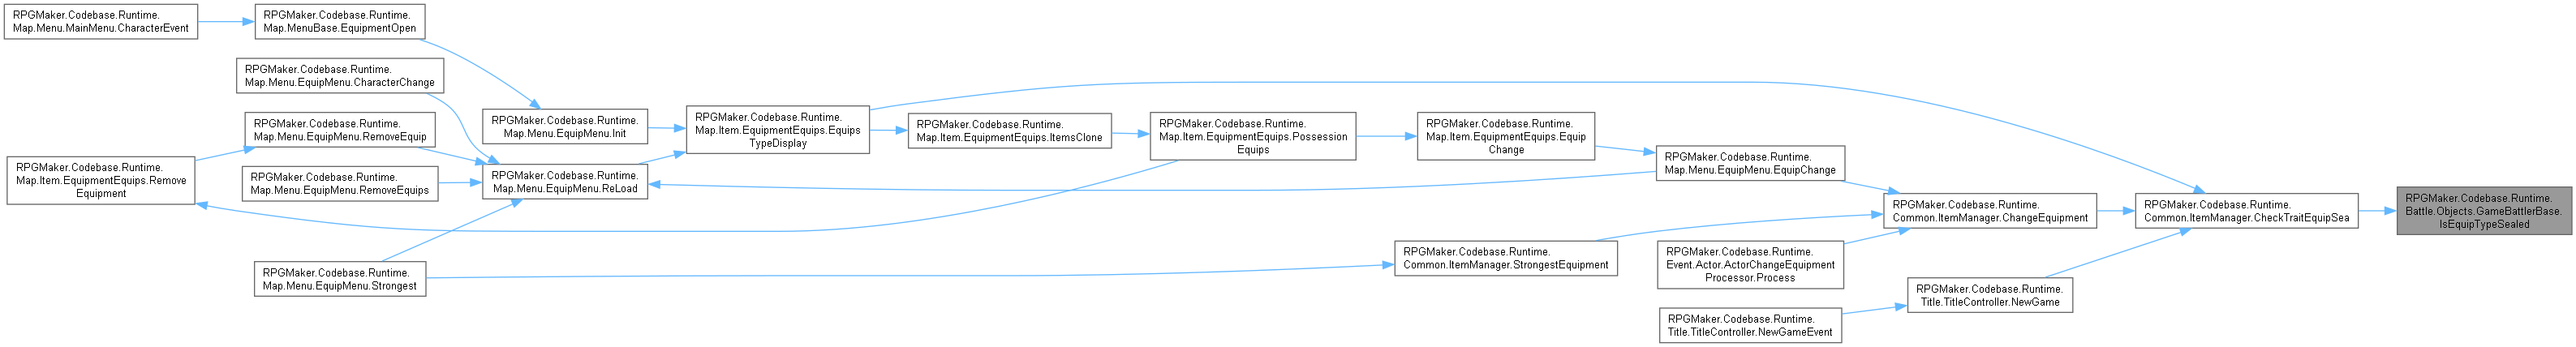 RPGMaker.Codebase.Runtime.
Map.Menu.MainMenu.CharacterEvent
RPGMaker.Codebase.Runtime.
Map.MenuBase.EquipmentOpen
RPGMaker.Codebase.Runtime.
Map.Menu.EquipMenu.CharacterChange
RPGMaker.Codebase.Runtime.
Map.Menu.EquipMenu.RemoveEquip
RPGMaker.Codebase.Runtime.
Map.Item.EquipmentEquips.Remove
Equipment
RPGMaker.Codebase.Runtime.
Map.Menu.EquipMenu.RemoveEquips
RPGMaker.Codebase.Runtime.
Map.Menu.EquipMenu.Strongest
RPGMaker.Codebase.Runtime.
Map.Menu.EquipMenu.Init
RPGMaker.Codebase.Runtime.
Map.Menu.EquipMenu.ReLoad
RPGMaker.Codebase.Runtime.
Map.Item.EquipmentEquips.Equips
TypeDisplay
RPGMaker.Codebase.Runtime.
Map.Item.EquipmentEquips.ItemsClone
RPGMaker.Codebase.Runtime.
Map.Item.EquipmentEquips.Possession
Equips
RPGMaker.Codebase.Runtime.
Map.Item.EquipmentEquips.Equip
Change
RPGMaker.Codebase.Runtime.
Map.Menu.EquipMenu.EquipChange
RPGMaker.Codebase.Runtime.
Common.ItemManager.StrongestEquipment
RPGMaker.Codebase.Runtime.
Event.Actor.ActorChangeEquipment
Processor.Process
RPGMaker.Codebase.Runtime.
Title.TitleController.NewGameEvent
RPGMaker.Codebase.Runtime.
Common.ItemManager.ChangeEquipment
RPGMaker.Codebase.Runtime.
Title.TitleController.NewGame
RPGMaker.Codebase.Runtime.
Common.ItemManager.CheckTraitEquipSea
RPGMaker.Codebase.Runtime.
Battle.Objects.GameBattlerBase.
IsEquipTypeSealed